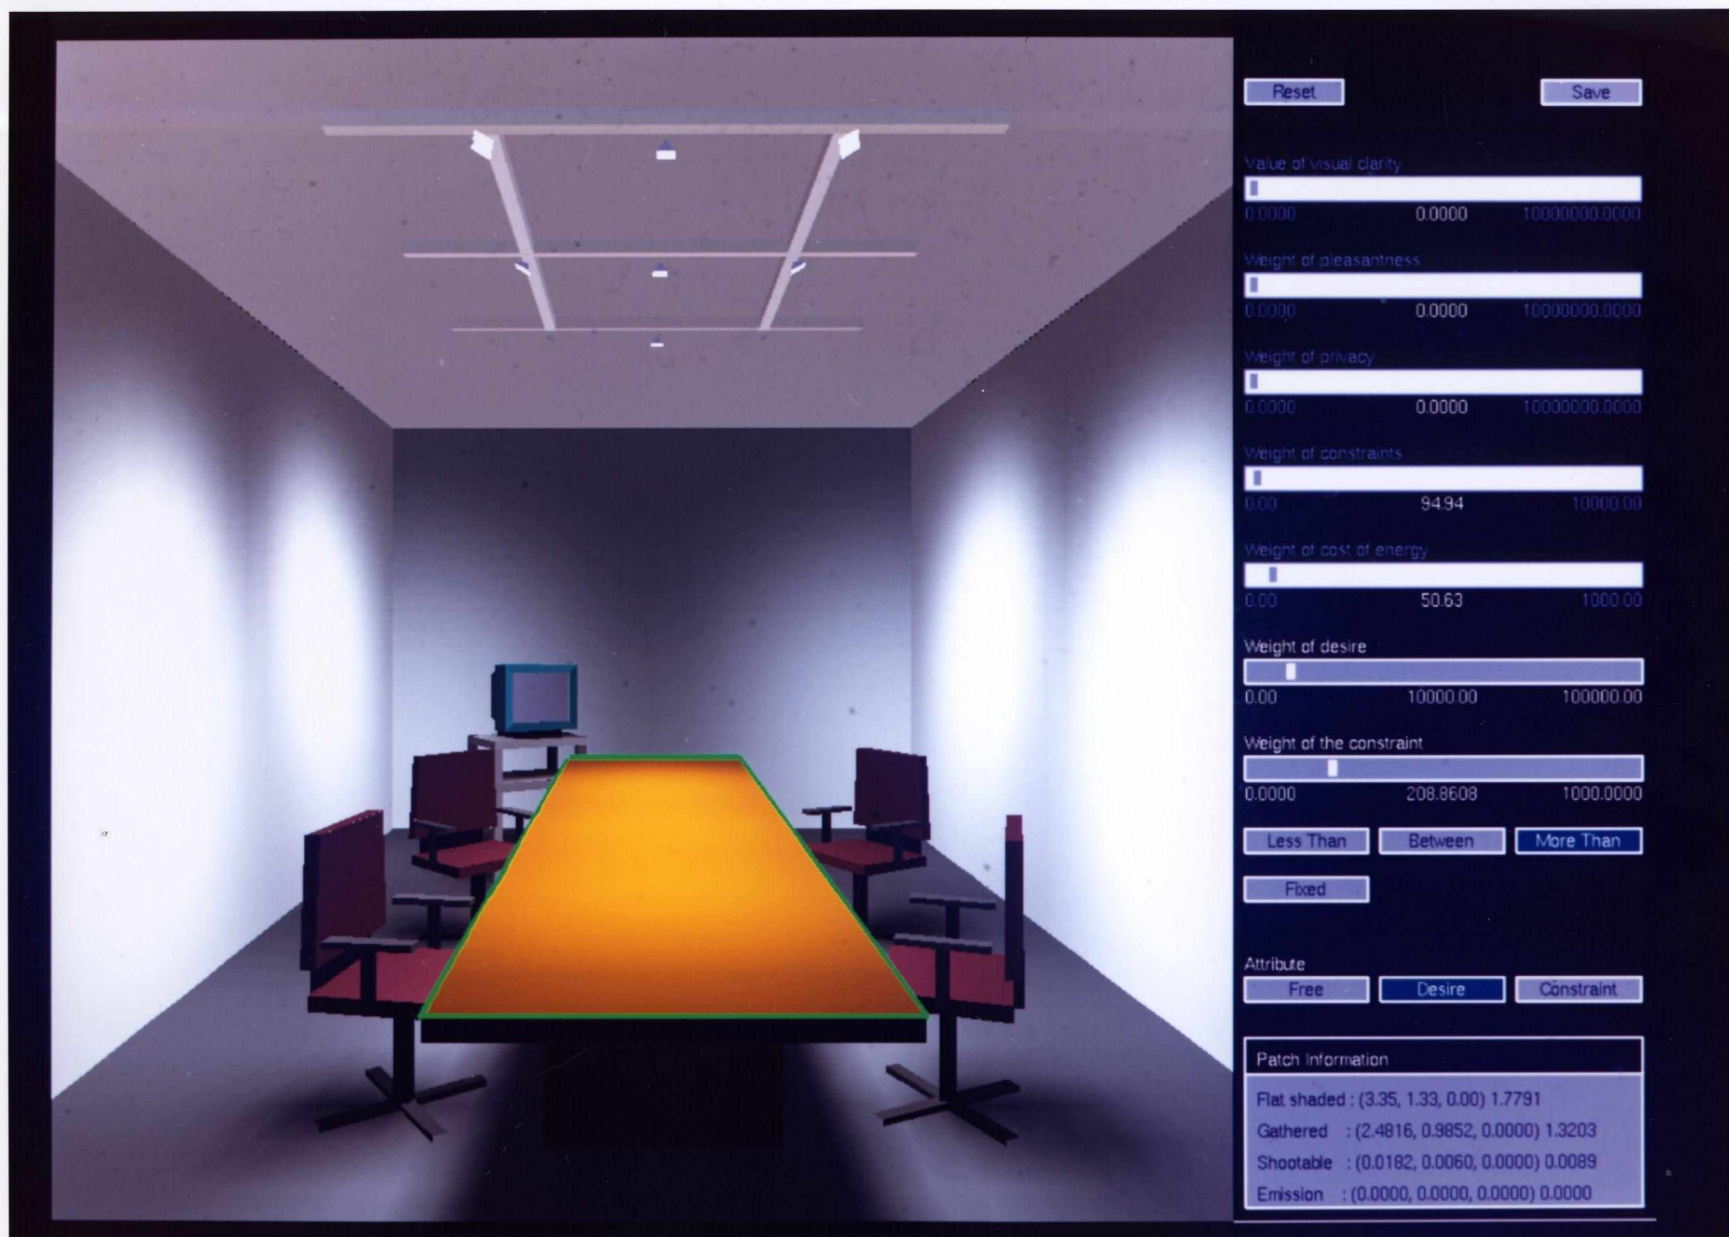 Reset Save
Value of visual clarity
0.0000 0.0000 10000000.0000
Weight of pleasantness
0.0000 0.0000 10000000.0000
Weight of privacy
0.0000 0.0000 10000000.0000
Weight of constraints
0.00 94.94 10000.00
Weight of cost of energy
0.00 50.63 1000.00
Weight of desire
0.00 10000.00 100000.00
Weight of the constraint
0.0000 208.8608 1000.0000
Less Than Between More Than
Fixed
Attribute
Free Desire Constraint
Patch Information
Flat shaded : (3.35, 1.33, 0.00) 1.7791
Gathered : (2.4816, 0.9852, 0.0000) 1.3203
Shootable : (0.0182, 0.0060, 0.0000) 0.0089
Emission : (0.0000, 0.0000, 0.0000) 0.0000